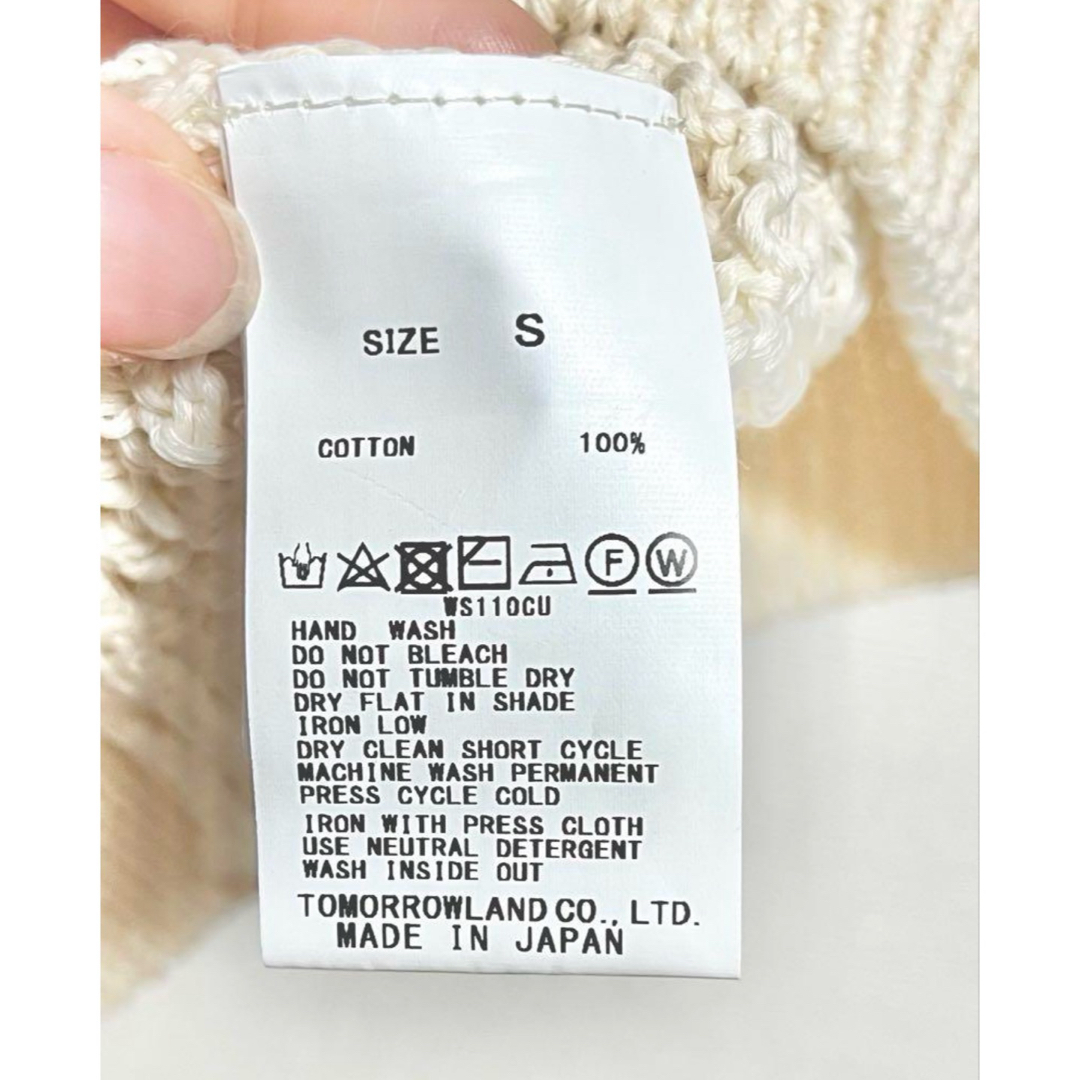 SIZE S
COTTON 100%
F W
WS110CU
HAND WASH
DO NOT BLEACH
DO NOT TUMBLE DRY
DRY FLAT IN SHADE
IRON LOW
DRY CLEAN SHORT CYCLE
MACHINE WASH PERMANENT
PRESS CYCLE COLD
IRON WITH PRESS CLOTH
USE NEUTRAL DETERGENT
WASH INSIDE OUT
TOMORROWLAND CO., LTD.
MADE IN JAPAN